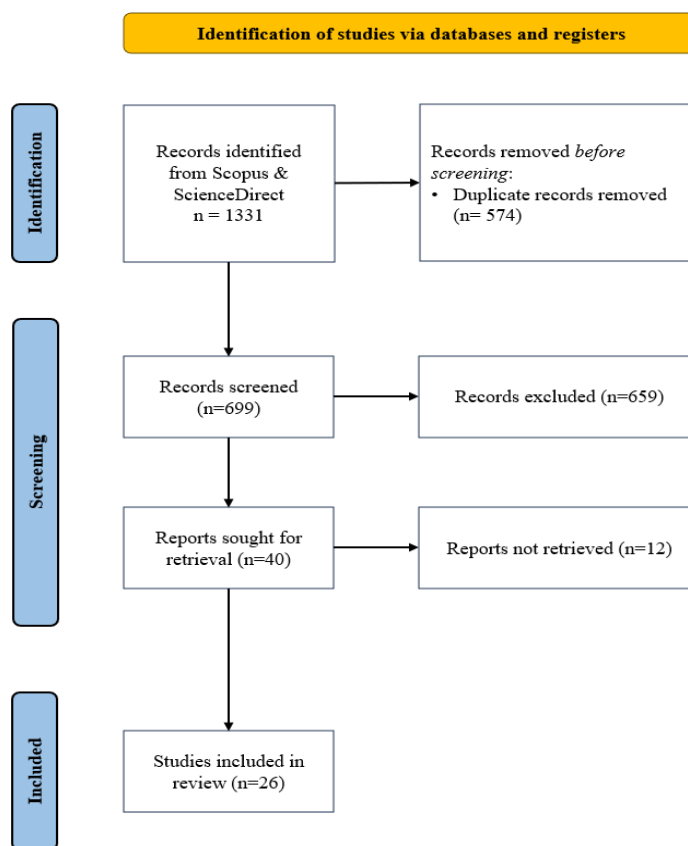 Identification of studies via databases and registers
Identification
Records identified
from Scopus &
ScienceDirect
n = 1331
Records removed before
screening:
• Duplicate records removed
(n= 574)
Screening
Records screened
(n=699)
Records excluded (n=659)
Reports sought for
retrieval (n=40)
Reports not retrieved (n=12)
Included
Studies included in
review (n=26)